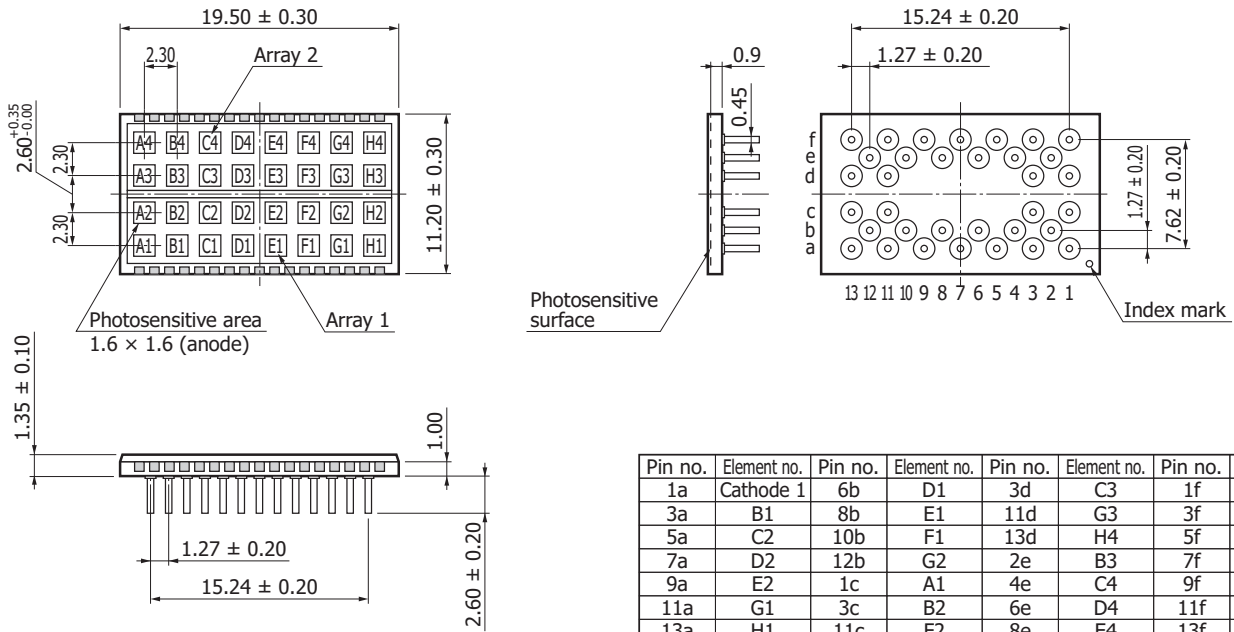 19.50 ± 0.30
2.30
Array 2
2.60 +0.35 -0.00
2.30
2.30
A4 B4 C4 D4 E4 F4 G4 H4
A3 B3 C3 D3 E3 F3 G3 H3
A2 B2 C2 D2 E2 F2 G2 H2
A1 B1 C1 D1 E1 F1 G1 H1
11.20 ± 0.30
Photosensitive area
1.6 × 1.6 (anode)
Array 1
0.9
0.45
Photosensitive
surface
15.24 ± 0.20
1.27 ± 0.20
f
e
d
c
b
a
1.27 ± 0.20
7.62 ± 0.20
13 12 11 10 9 8 7 6 5 4 3 2 1
Index mark
1.35 ± 0.10
1.00
1.27 ± 0.20
15.24 ± 0.20
2.60 ± 0.20
Pin no. Element no. Pin no. Element no. Pin no. Element no. Pin no.
1a Cathode 1 6b D1 3d C3 1f
3a B1 8b E1 11d G3 3f
5a C2 10b F1 13d H4 5f
7a D2 12b G2 2e B3 7f
9a E2 1c A1 4e C4 9f
11a G1 3c B2 6e D4 11f
13a H1 11c F2 8e E4 13f